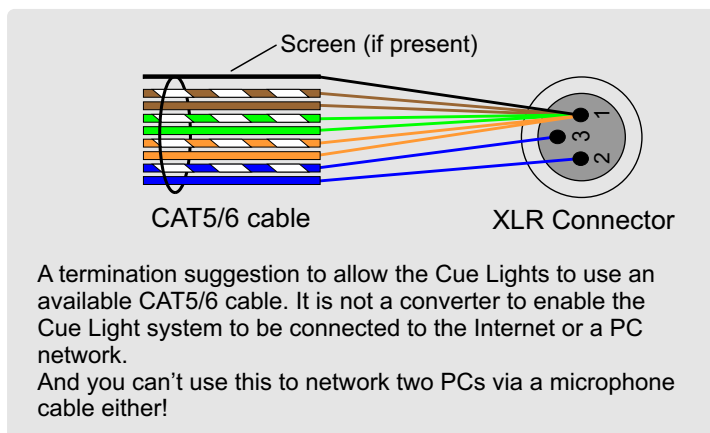 Screen (if present)
1
3
2
CAT5/6 cable
XLR Connector
A termination suggestion to allow the Cue Lights to use an
available CAT5/6 cable. It is not a converter to enable the
Cue Light system to be connected to the Internet or a PC
network.
And you can’t use this to network two PCs via a microphone
cable either!